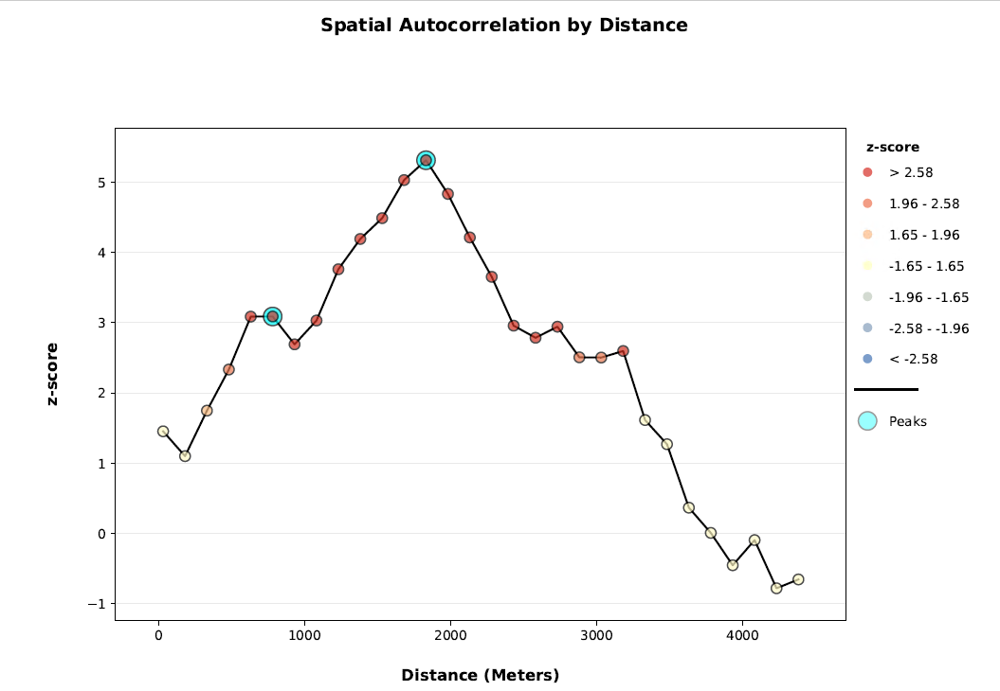 Spatial Autocorrelation by Distance
z-score
5
4
3
2
1
0
−1
0 1000 2000 3000 4000
Distance (Meters)
z-score
> 2.58
1.96 - 2.58
1.65 - 1.96
-1.65 - 1.65
-1.96 - -1.65
-2.58 - -1.96
< -2.58
Peaks